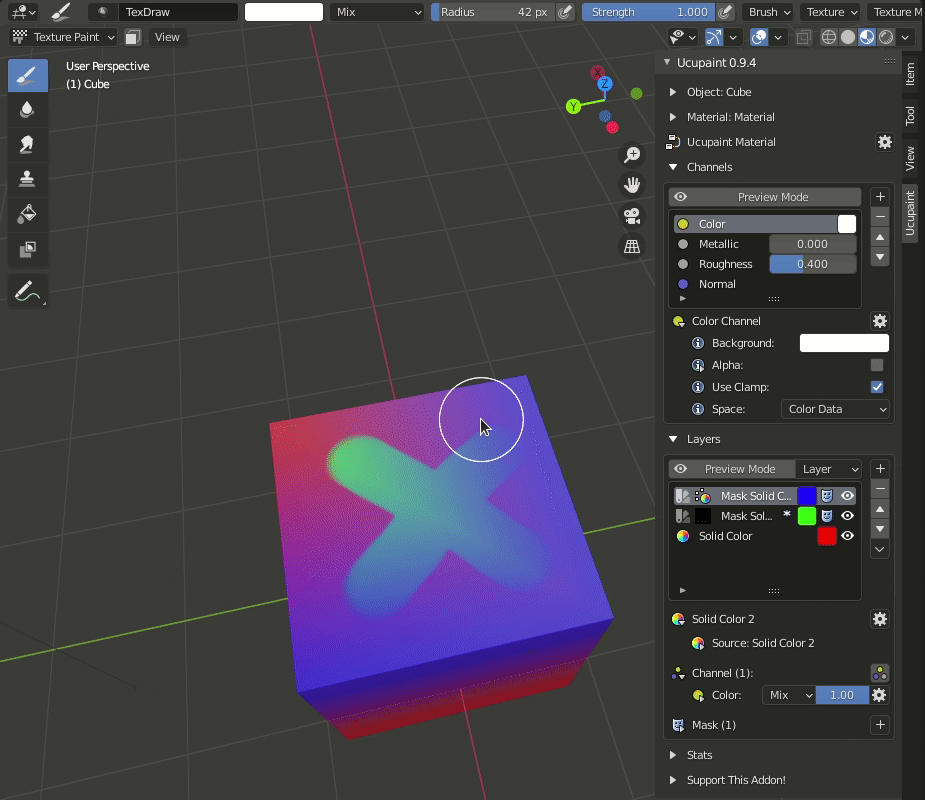 TexDraw
Mix
Radius 42 px
Strength 1.000
Brush
Texture
Texture M
Texture Paint
View
User Perspective
(1) Cube
X
Z
Y
Ucupaint 0.9.4
Object: Cube
Material: Material
Ucupaint Material
Channels
Preview Mode
Color
Metallic 0.000
Roughness 0.400
Normal
Color Channel
Background:
Alpha:
Use Clamp:
Space: Color Data
Layers
Preview Mode Layer
Mask Solid C...
Mask Sol... *
Solid Color
Solid Color 2
Source: Solid Color 2
Channel (1):
Color: Mix 1.00
Mask (1)
Stats
Support This Addon!
Item
Tool
View
Ucupaint